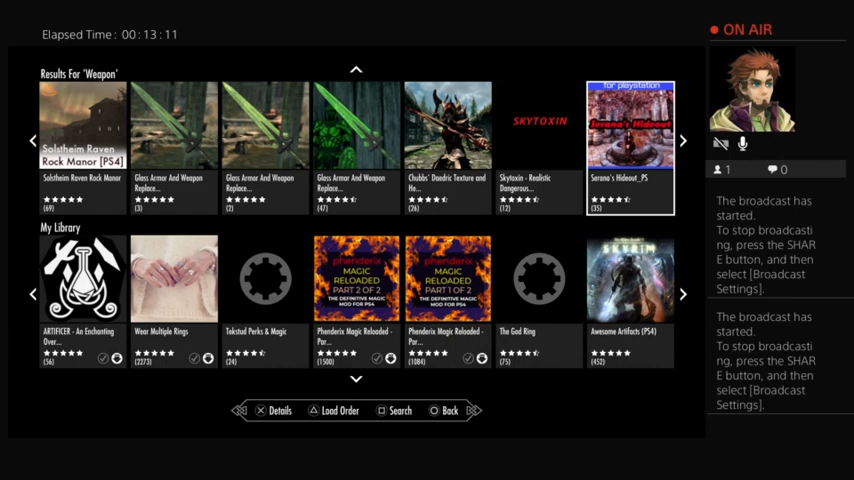 Elapsed Time: 00:13:11
ON AIR
Results For 'Weapon'
Solstheim Raven
Rock Manor [PS4]
SKYTOXIN
for playstation
Serana's Hideout
Solstheim Raven Rock Manor
(69)
Glass Armor And Weapon
Replace...
(3)
Glass Armor And Weapon
Replace...
(2)
Glass Armor And Weapon
Replace...
(47)
Chubbs' Daedric Texture and
He...
(26)
Skytoxin - Realistic
Dangerous...
(12)
Serana's Hideout_PS
(35)
My Library
phenderix
MAGIC
RELOADED
PART 2 OF 2
THE DEFINITIVE MAGIC
MOD FOR PS4
phenderix
MAGIC
RELOADED
PART 1 OF 2
THE DEFINITIVE MAGIC
MOD FOR PS4
SKYRIM
ARTIFICER - An Enchanting
Over...
(56)
Wear Multiple Rings
(2273)
Tekstud Perks & Magic
(24)
Phenderix Magic Reloaded -
Par...
(1500)
Phenderix Magic Reloaded -
Par...
(1084)
The God Ring
(75)
Awesome Artifacts (PS4)
(452)
Details
Load Order
Search
Back
1
0
The broadcast has
started.
To stop broadcasti
ng, press the SHAR
E button, and then
select [Broadcast
Settings].
The broadcast has
started.
To stop broadcasti
ng, press the SHAR
E button, and then
select [Broadcast
Settings].